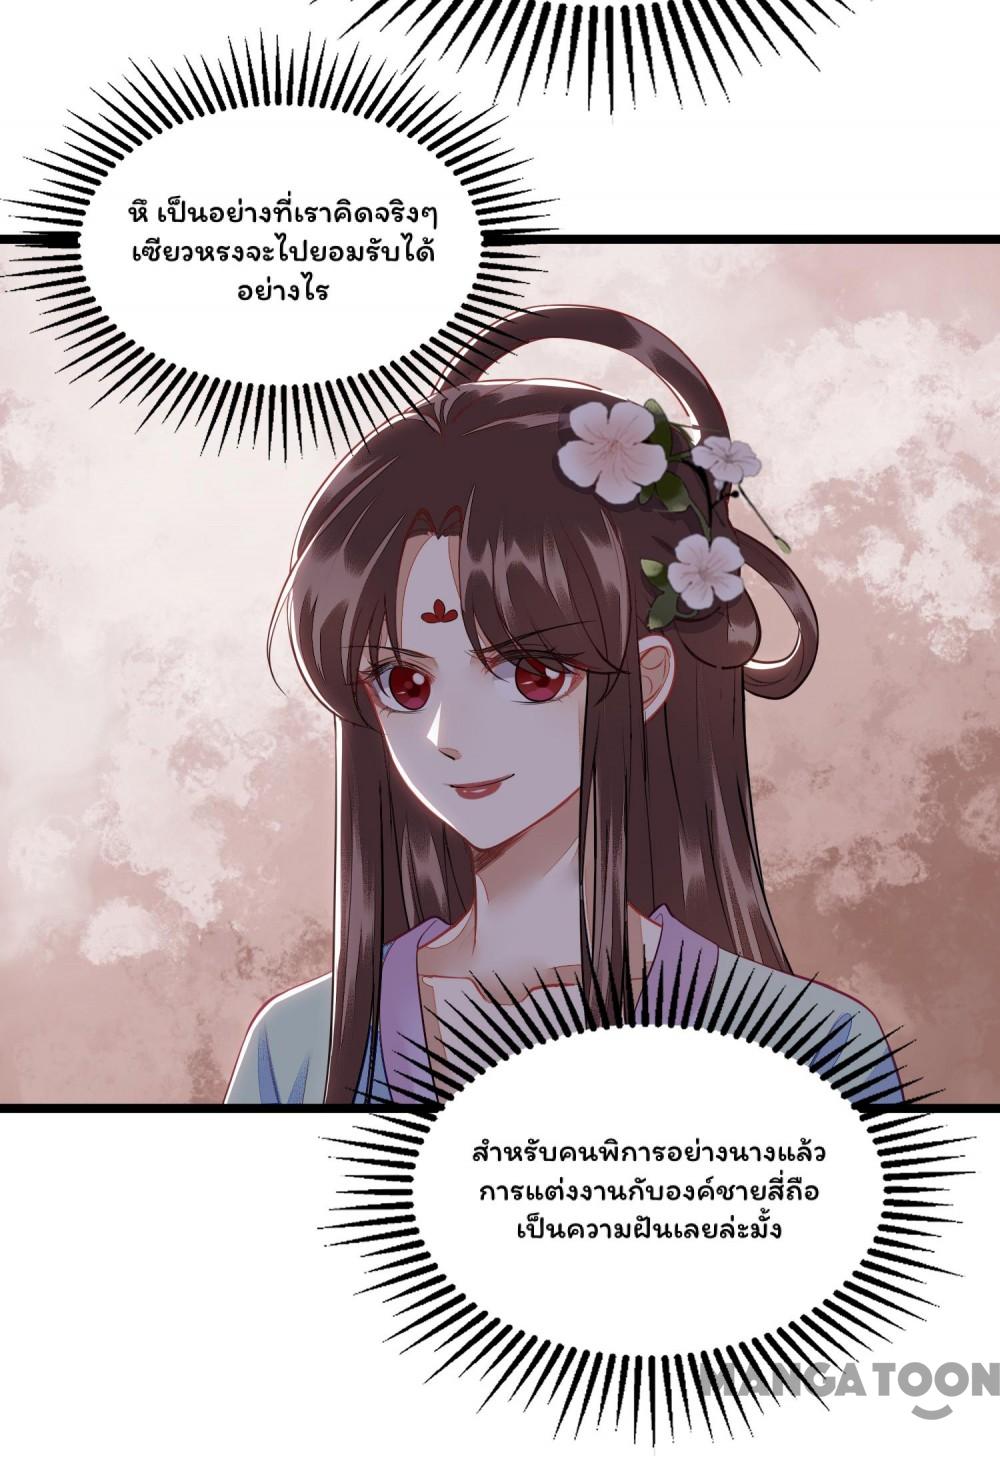 หึ เป็นอย่างที่เราคิดจริงๆ
เซียวหรงจะไปยอมรับได้
อย่างไร
สำหรับคนพิการอย่างนางแล้ว
การแต่งงานกับองค์ชายสี่ถือ
เป็นความฝันเลยล่ะมั้ง
MANGATOON